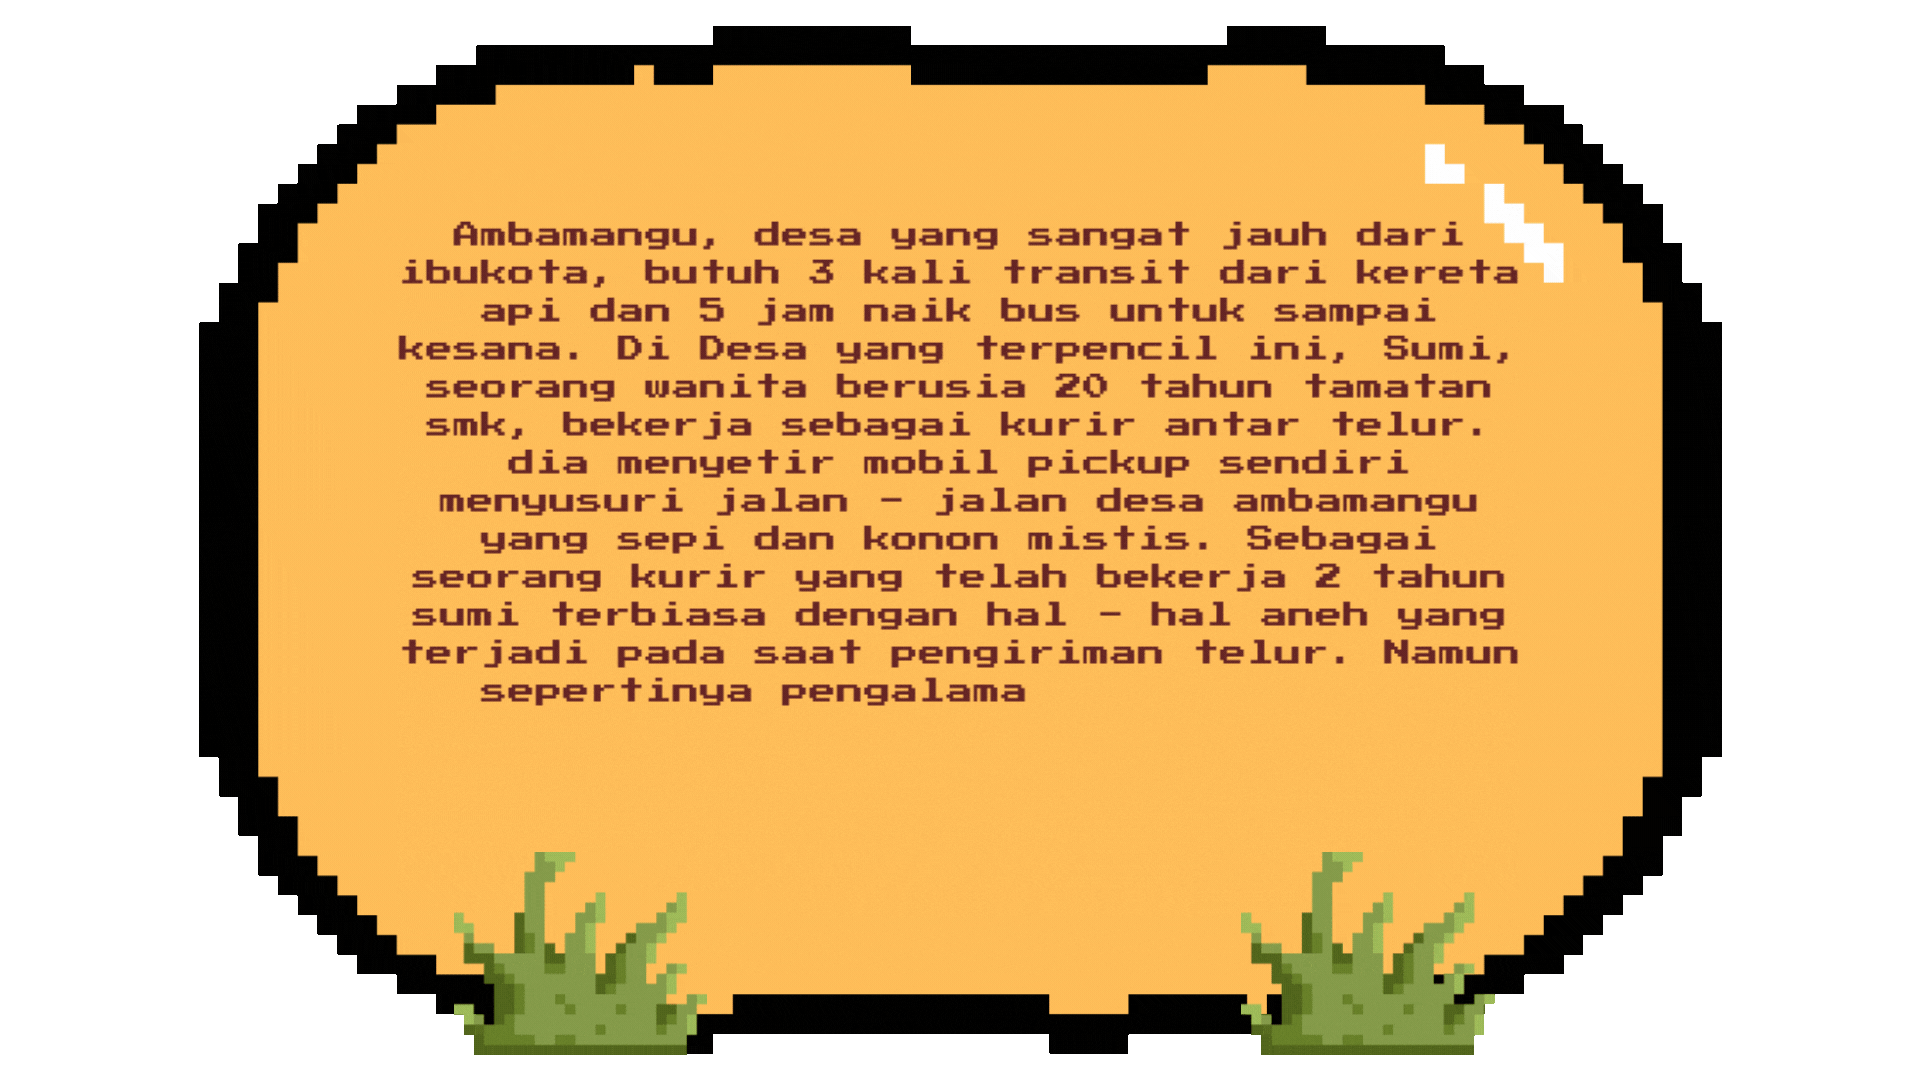 Ambamangu, desa yang sangat jauh dari
ibukota, butuh 3 kali transit dari kereta
api dan 5 jam naik bus untuk sampai
kesana. Di Desa yang terpencil ini, Sumi,
seorang wanita berusia 20 tahun tamatan
smk, bekerja sebagai kurir antar telur.
dia menyetir mobil pickup sendiri
menyusuri jalan - jalan desa ambamangu
yang sepi dan konon mistis. Sebagai
seorang kurir yang telah bekerja 2 tahun
sumi terbiasa dengan hal - hal aneh yang
terjadi pada saat pengiriman telur. Namun
sepertinya pengalama